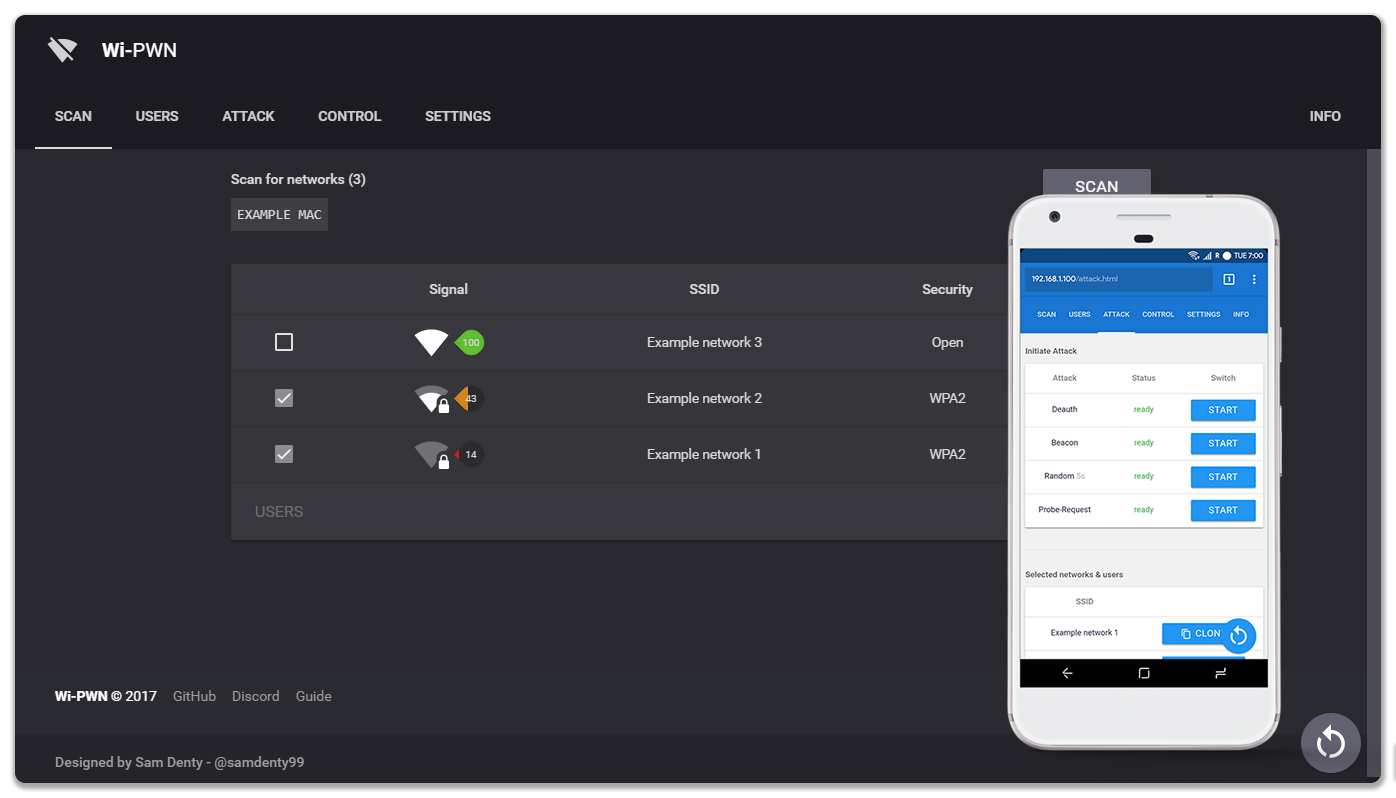 Wi-PWN
SCAN USERS ATTACK CONTROL SETTINGS INFO
Scan for networks (3)
SCAN
EXAMPLE MAC
Signal SSID Security
100 Example network 3 Open
43 Example network 2 WPA2
14 Example network 1 WPA2
USERS
Wi-PWN © 2017 GitHub Discord Guide
Designed by Sam Denty - @samdenty99
R TUE 7:00
192.168.1.100/attack.html 1
SCAN USERS ATTACK CONTROL SETTINGS INFO
Initiate Attack
Attack Status Switch
Deauth ready START
Beacon ready START
Random 5s ready START
Probe-Request ready START
Selected networks & users
SSID
Example network 1